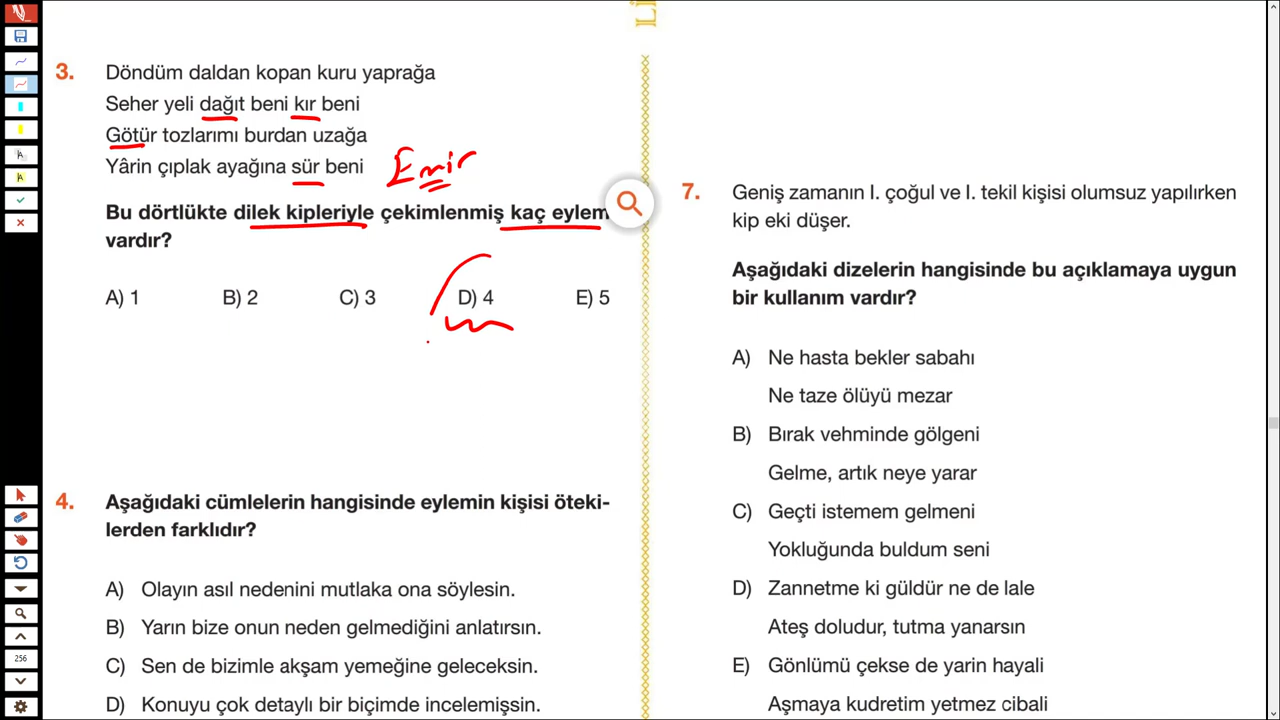 3. Döndüm daldan kopan kuru yaprağa
Seher yeli dağıt beni kır beni
Götür tozlarımı burdan uzağa
Yârin çıplak ayağına sür beni
Emir
Bu dörtlükte dilek kipleriyle çekimlenmiş kaç eylem
vardır?
A) 1 B) 2 C) 3 D) 4 E) 5
4. Aşağıdaki cümlelerin hangisinde eylemin kişisi öteki-
lerden farklıdır?
A) Olayın asıl nedenini mutlaka ona söylesin.
B) Yarın bize onun neden gelmediğini anlatırsın.
C) Sen de bizimle akşam yemeğine geleceksin.
D) Konuyu çok detaylı bir biçimde incelemişsin.
7. Geniş zamanın I. çoğul ve I. tekil kişisi olumsuz yapılırken
kip eki düşer.
Aşağıdaki dizelerin hangisinde bu açıklamaya uygun
bir kullanım vardır?
A) Ne hasta bekler sabahı
Ne taze ölüyü mezar
B) Bırak vehminde gölgeni
Gelme, artık neye yarar
C) Geçti istemem gelmeni
Yokluğunda buldum seni
D) Zannetme ki güldür ne de lale
Ateş doludur, tutma yanarsın
E) Gönlümü çekse de yarin hayali
Aşmaya kudretim yetmez cibali
256